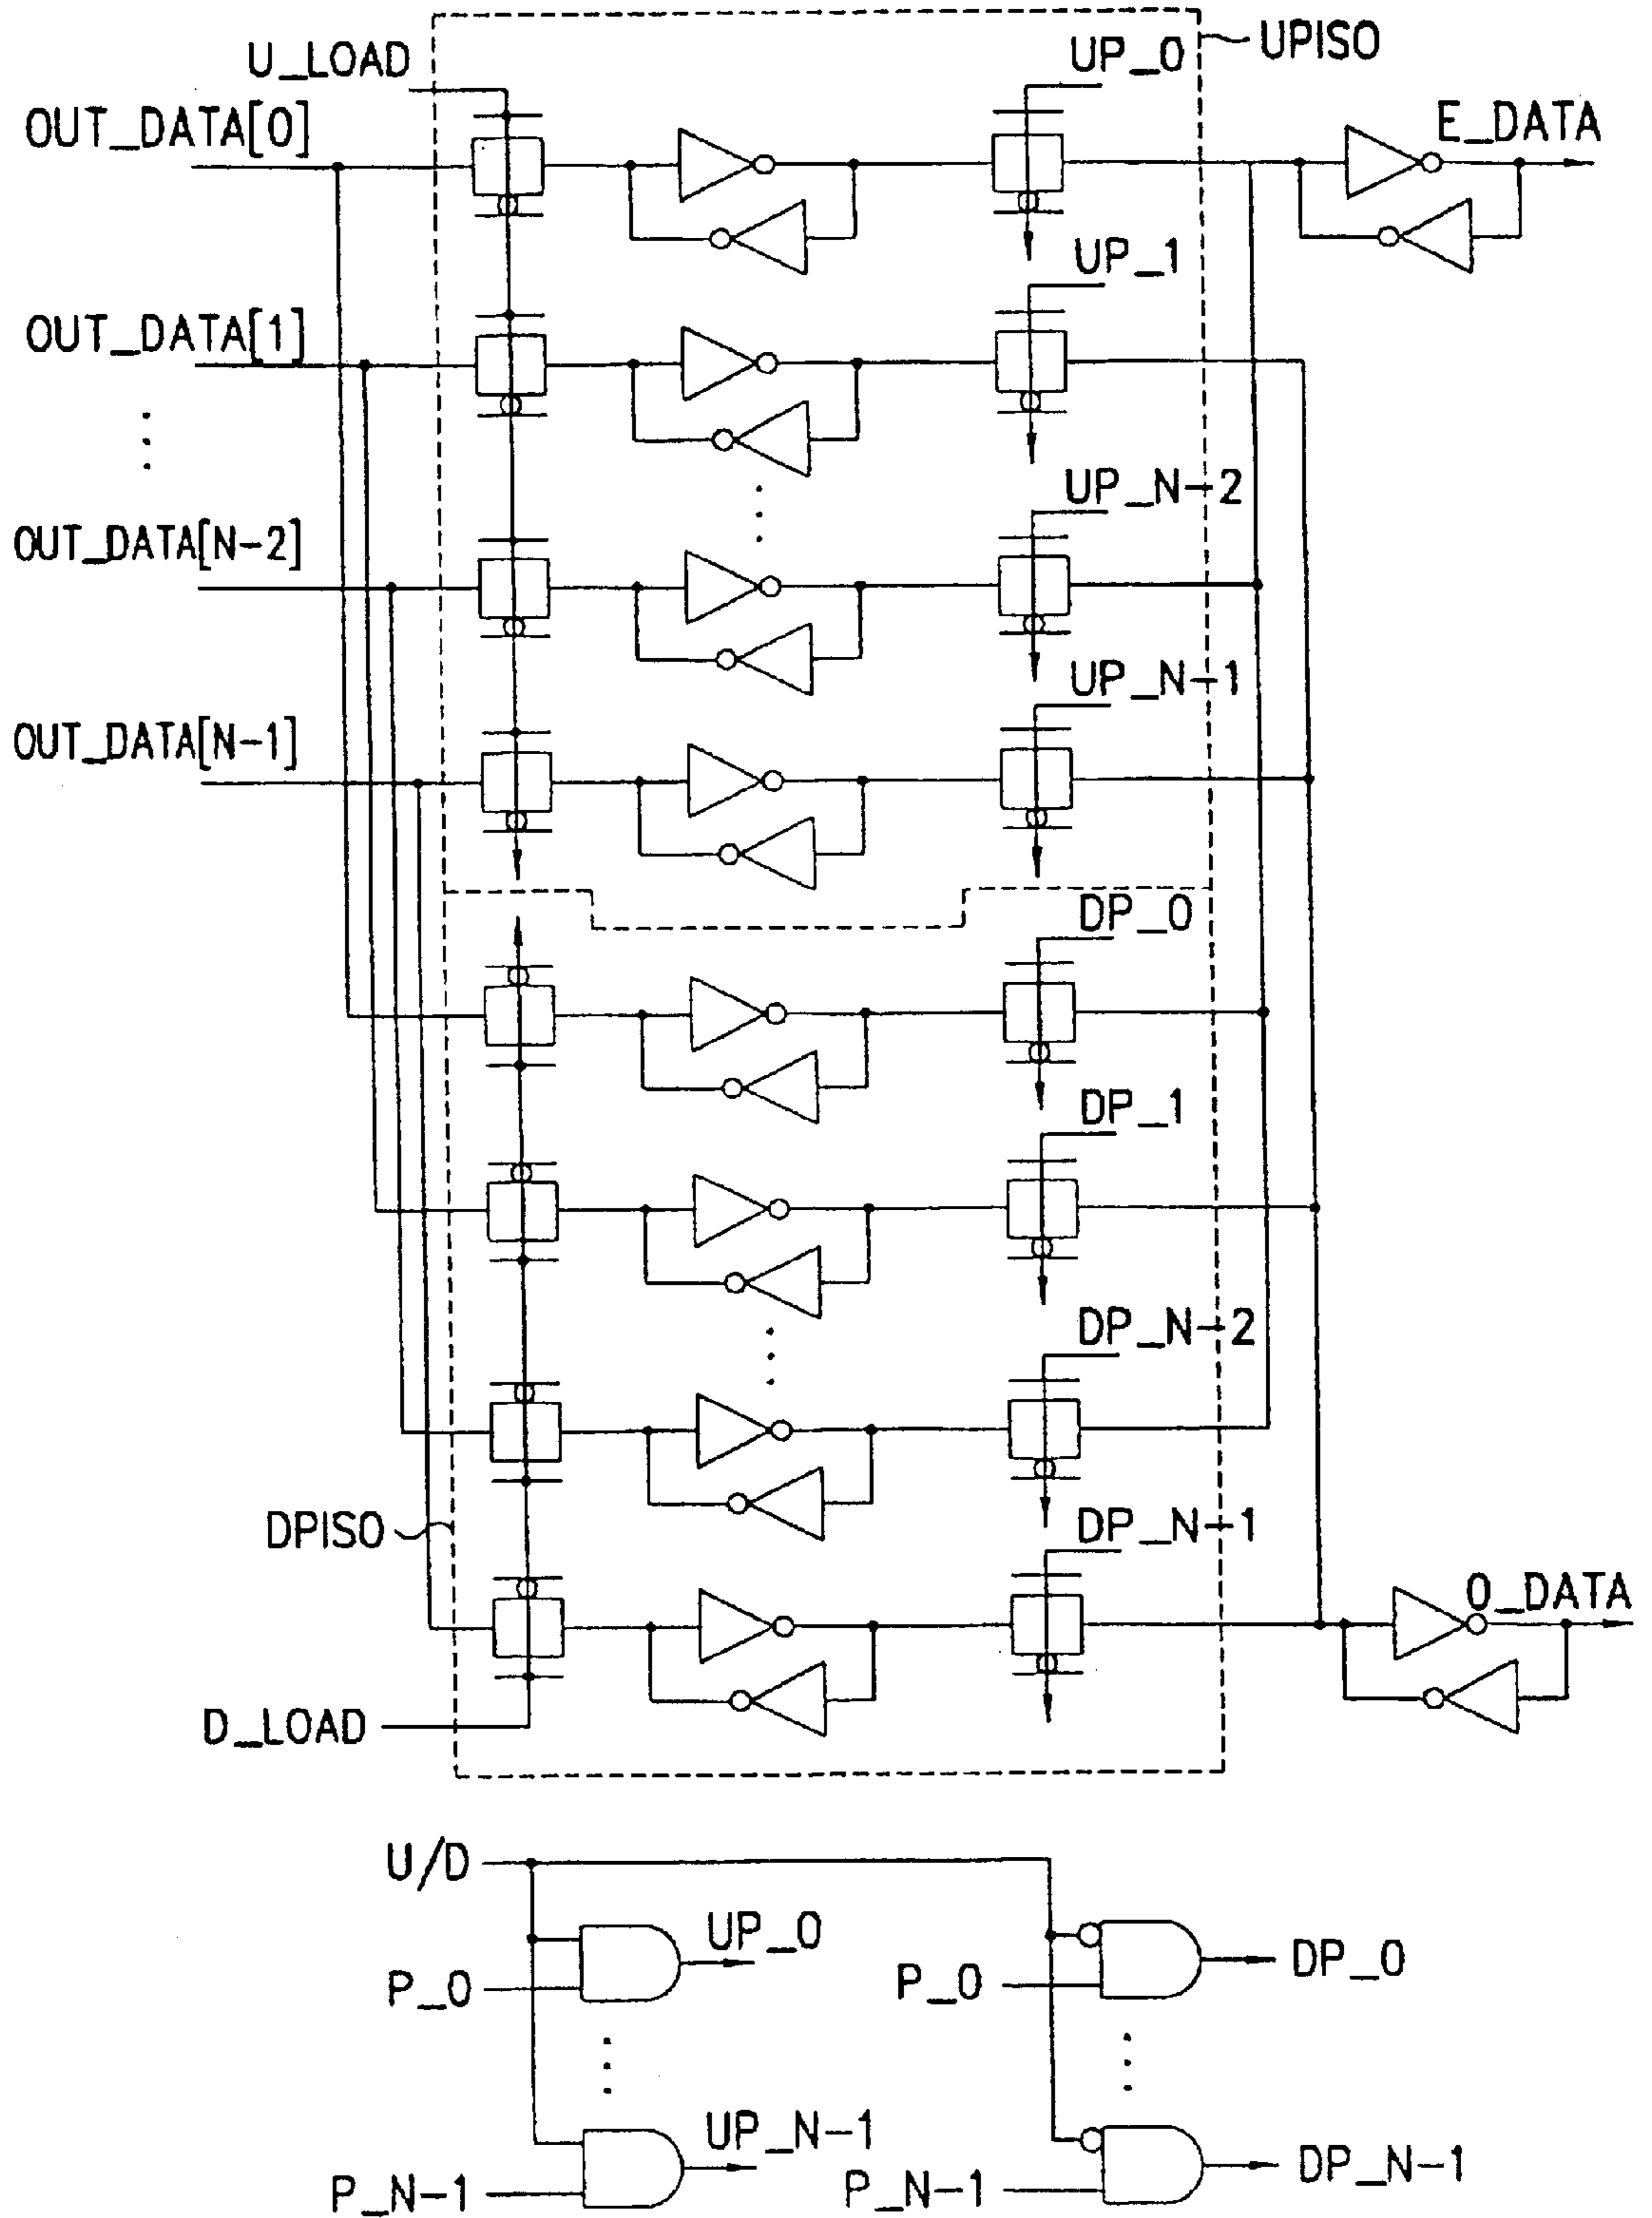 U_LOAD
UP_0
UPISO
OUT_DATA[0]
E_DATA
UP_1
OUT_DATA[1]
UP_N-2
OUT_DATA[N-2]
UP_N-1
OUT_DATA[N-1]
DP_0
DP_1
DP_N-2
DPISO
DP_N-1
O_DATA
D_LOAD
U/D
UP_0
P_0
P_0
DP_0
UP_N-1
P_N-1
P_N-1
DP_N-1